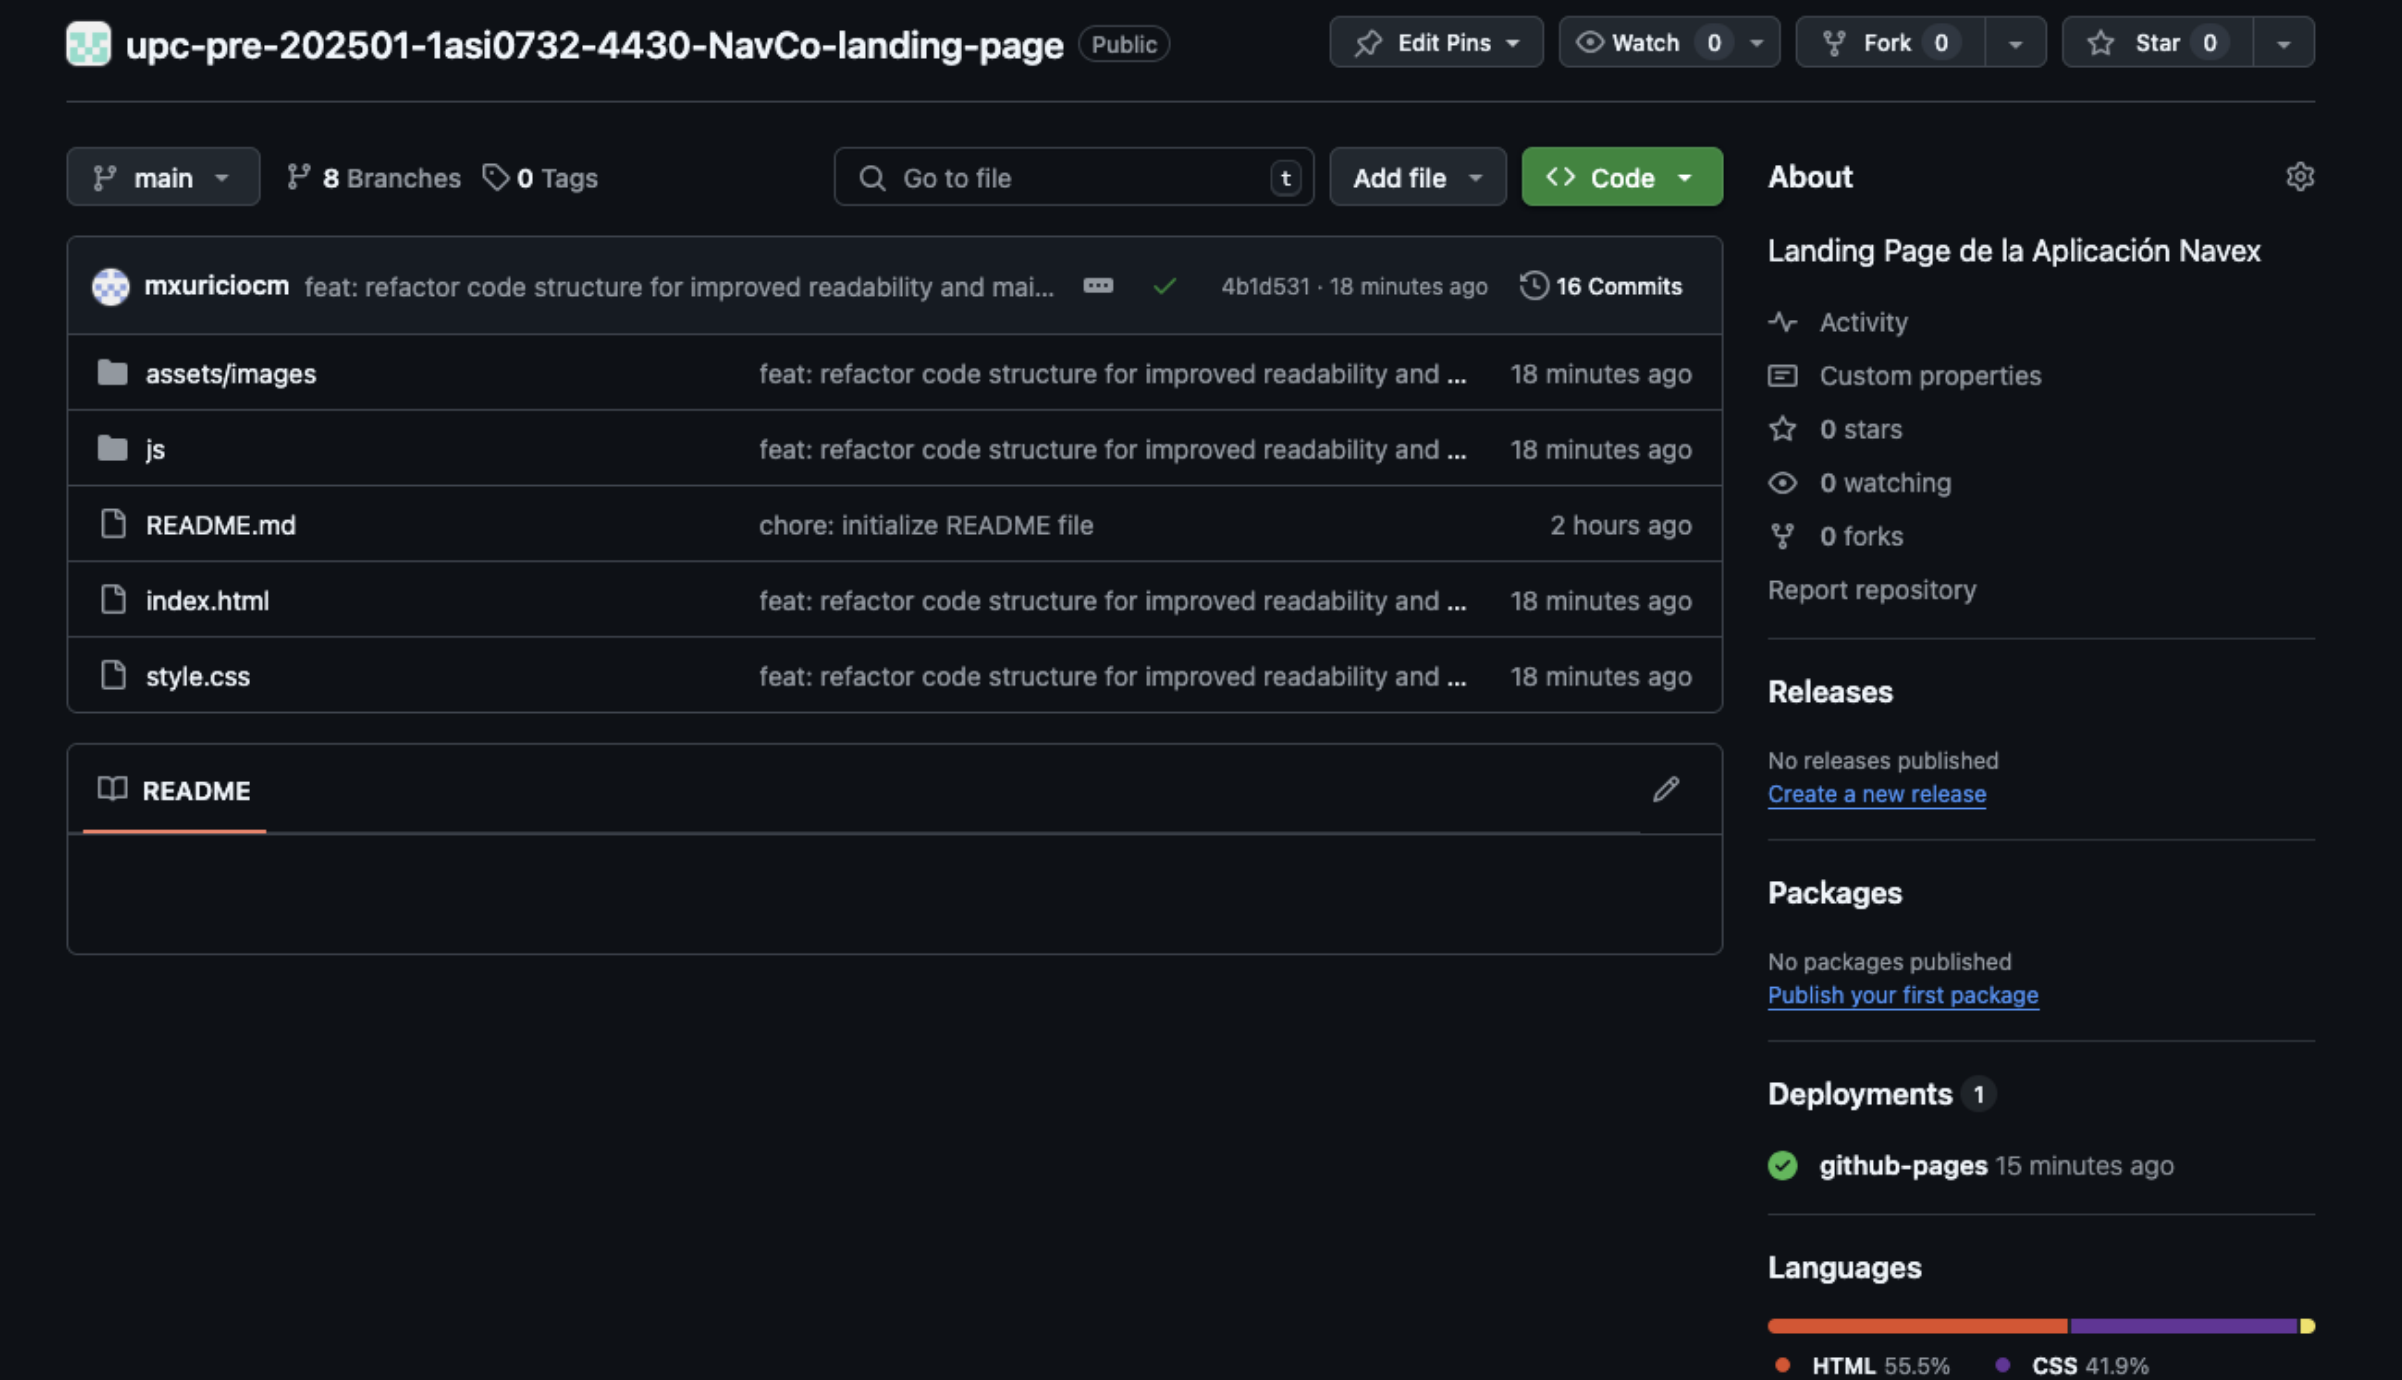 upc-pre-202501-1asi0732-4430-NavCo-landing-page Public Edit Pins Watch 0 Fork 0 Star 0
main 8 Branches 0 Tags Go to file t Add file Code
mxuriciocm feat: refactor code structure for improved readability and mai... 4b1d531 · 18 minutes ago 16 Commits
assets/images feat: refactor code structure for improved readability and ... 18 minutes ago
js feat: refactor code structure for improved readability and ... 18 minutes ago
README.md chore: initialize README file 2 hours ago
index.html feat: refactor code structure for improved readability and ... 18 minutes ago
style.css feat: refactor code structure for improved readability and ... 18 minutes ago
README
About
Landing Page de la Aplicación Navex
Activity
Custom properties
0 stars
0 watching
0 forks
Report repository
Releases
No releases published
Create a new release
Packages
No packages published
Publish your first package
Deployments 1
github-pages 15 minutes ago
Languages
HTML 55.5% CSS 41.9%